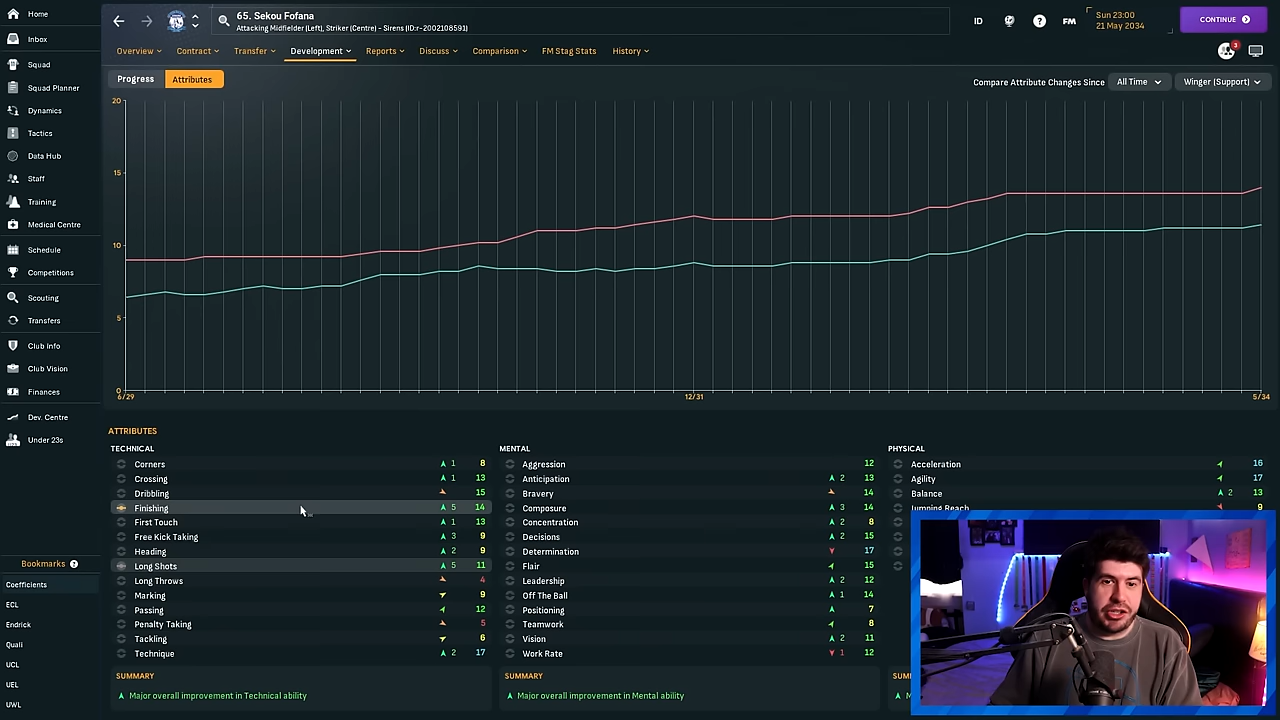 Home
Inbox
Squad
Squad Planner
Dynamics
Tactics
Data Hub
Staff
Training
Medical Centre
Schedule
Competitions
Scouting
Transfers
Club Info
Club Vision
Finances
Dev. Centre
Under 23s
Bookmarks ?
Coefficients
ECL
Endrick
Quali
UCL
UEL
UWL
65. Sekou Fofana
Attacking Midfielder (Left), Striker (Centre) - Sirens (ID:r-2002108591)
ID ? FM
Sun 23:00
21 May 2034
CONTINUE
Overview Contract Transfer Development Reports Discuss Comparison FM Stag Stats History
3
Progress Attributes
Compare Attribute Changes Since All Time Winger (Support)
20
15
10
5
0
6/29 12/31 5/34
ATTRIBUTES
TECHNICAL
Corners 1 8
Crossing 1 13
Dribbling 15
Finishing 5 14
First Touch 1 13
Free Kick Taking 3 9
Heading 2 9
Long Shots 5 11
Long Throws 4
Marking 9
Passing 12
Penalty Taking 5
Tackling 6
Technique 2 17
SUMMARY
Major overall improvement in Technical ability
MENTAL
Aggression 12
Anticipation 2 13
Bravery 14
Composure 3 14
Concentration 2 8
Decisions 2 15
Determination 17
Flair 15
Leadership 2 12
Off The Ball 1 14
Positioning 7
Teamwork 8
Vision 2 11
Work Rate 1 12
SUMMARY
Major overall improvement in Mental ability
PHYSICAL
Acceleration 16
Agility 17
Balance 2 13
Jumping Reach 9